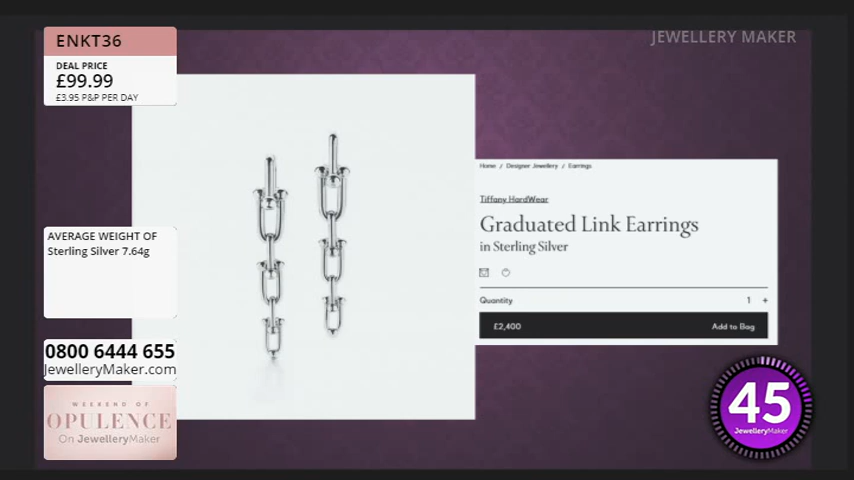 ENKT36
DEAL PRICE
£99.99
£3.95 P&P PER DAY
JEWELLERY MAKER
AVERAGE WEIGHT OF
Sterling Silver 7.64g
0800 6444 655
JewelleryMaker.com
WEEKEND OF
OPULENCE
On JewelleryMaker
Home / Designer Jewellery / Earrings
Tiffany HardWear
Graduated Link Earrings
in Sterling Silver
Quantity 1 +
£2,400 Add to Bag
45
JewelleryMaker